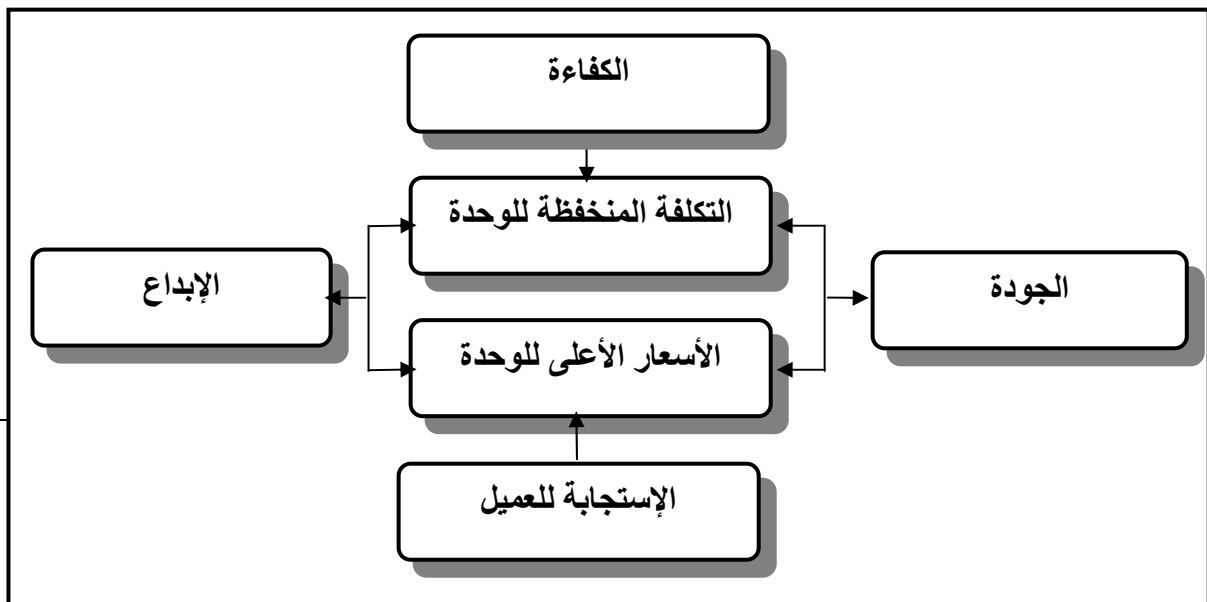 الكفاءة
التكلفة المنخفظة للوحدة
الجودة
الإبداع
الأسعار الأعلى للوحدة
الإستجابة للعميل